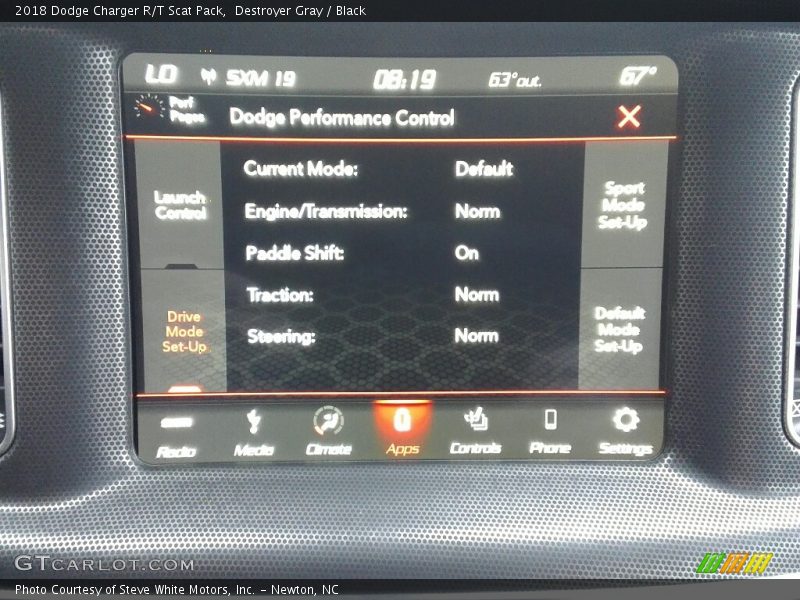 2018 Dodge Charger R/T Scat Pack,  Destroyer Gray / Black
LO SXM 19 08:19 63°out. 67°
Perf
Pages
Dodge Performance Control
Launch
Control
Current Mode: Default
Engine/Transmission: Norm
Paddle Shift: On
Traction: Norm
Steering: Norm
Sport
Mode
Set-Up
Drive
Mode
Set-Up
Default
Mode
Set-Up
Radio Media Climate Apps Controls Phone Settings
GTCARLOT.COM
Photo Courtesy of Steve White Motors, Inc. – Newton, NC